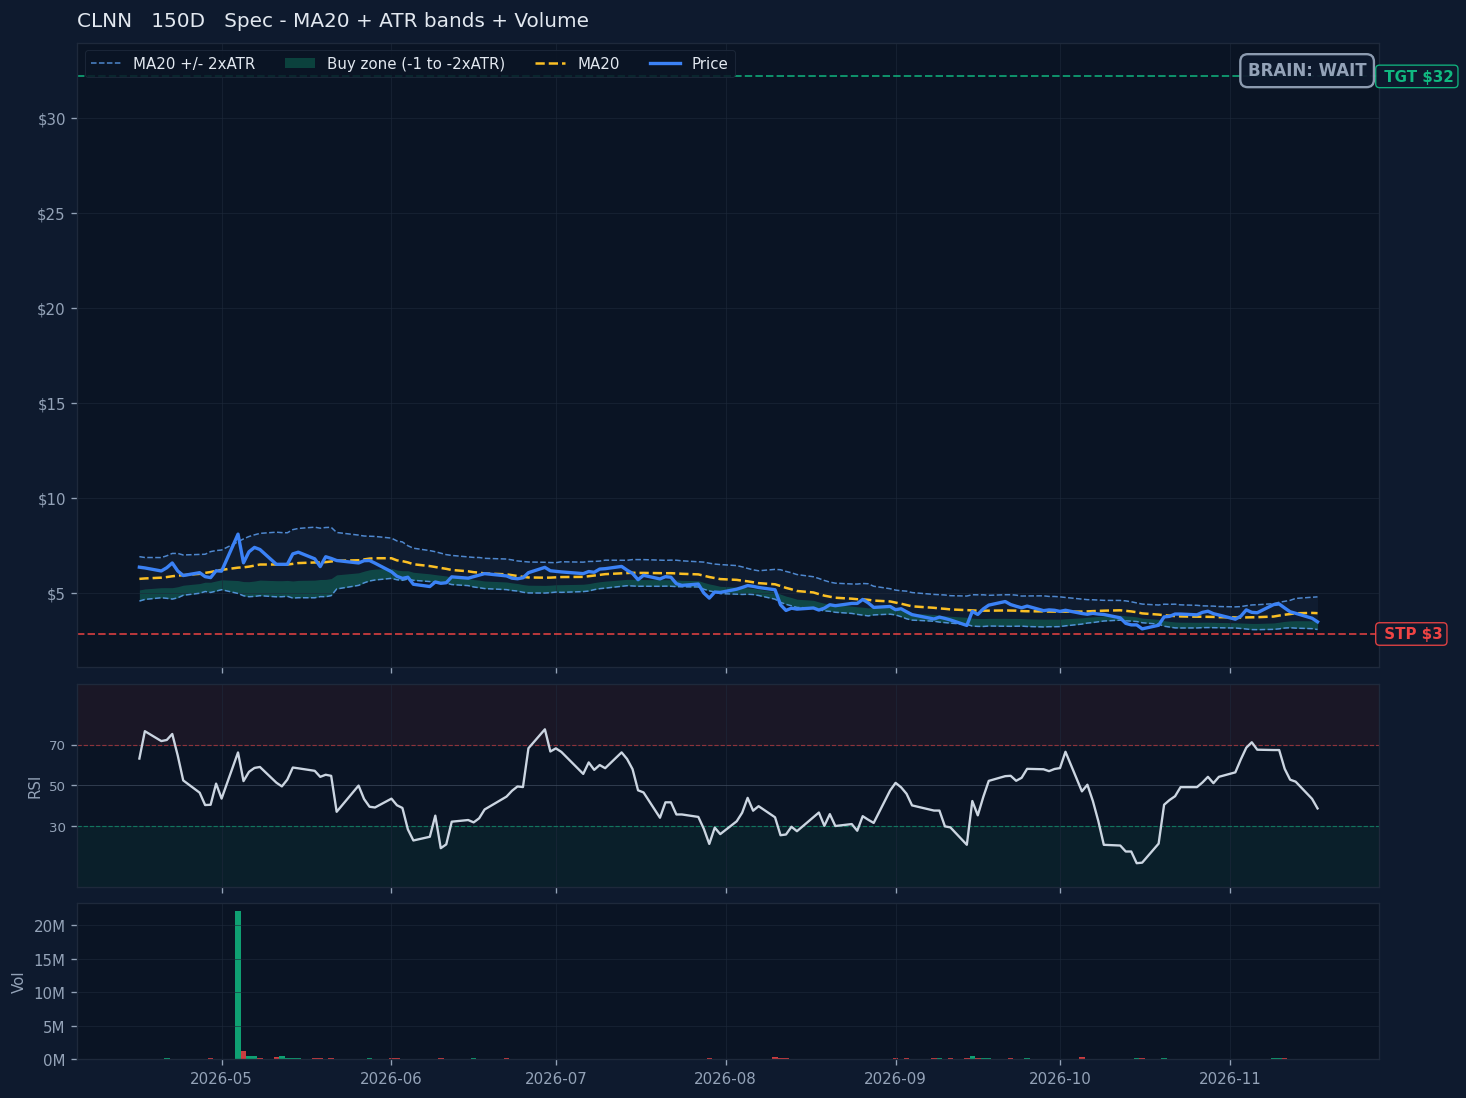 CLNN   150D   Spec - MA20 + ATR bands + Volume
MA20 +/- 2xATR   Buy zone (-1 to -2xATR)   MA20   Price
BRAIN: WAIT
TGT $32
$30
$25
$20
$15
$10
$5
STP $3
RSI
70
50
30
Vol
20M
15M
10M
5M
0M
2026-05   2026-06   2026-07   2026-08   2026-09   2026-10   2026-11